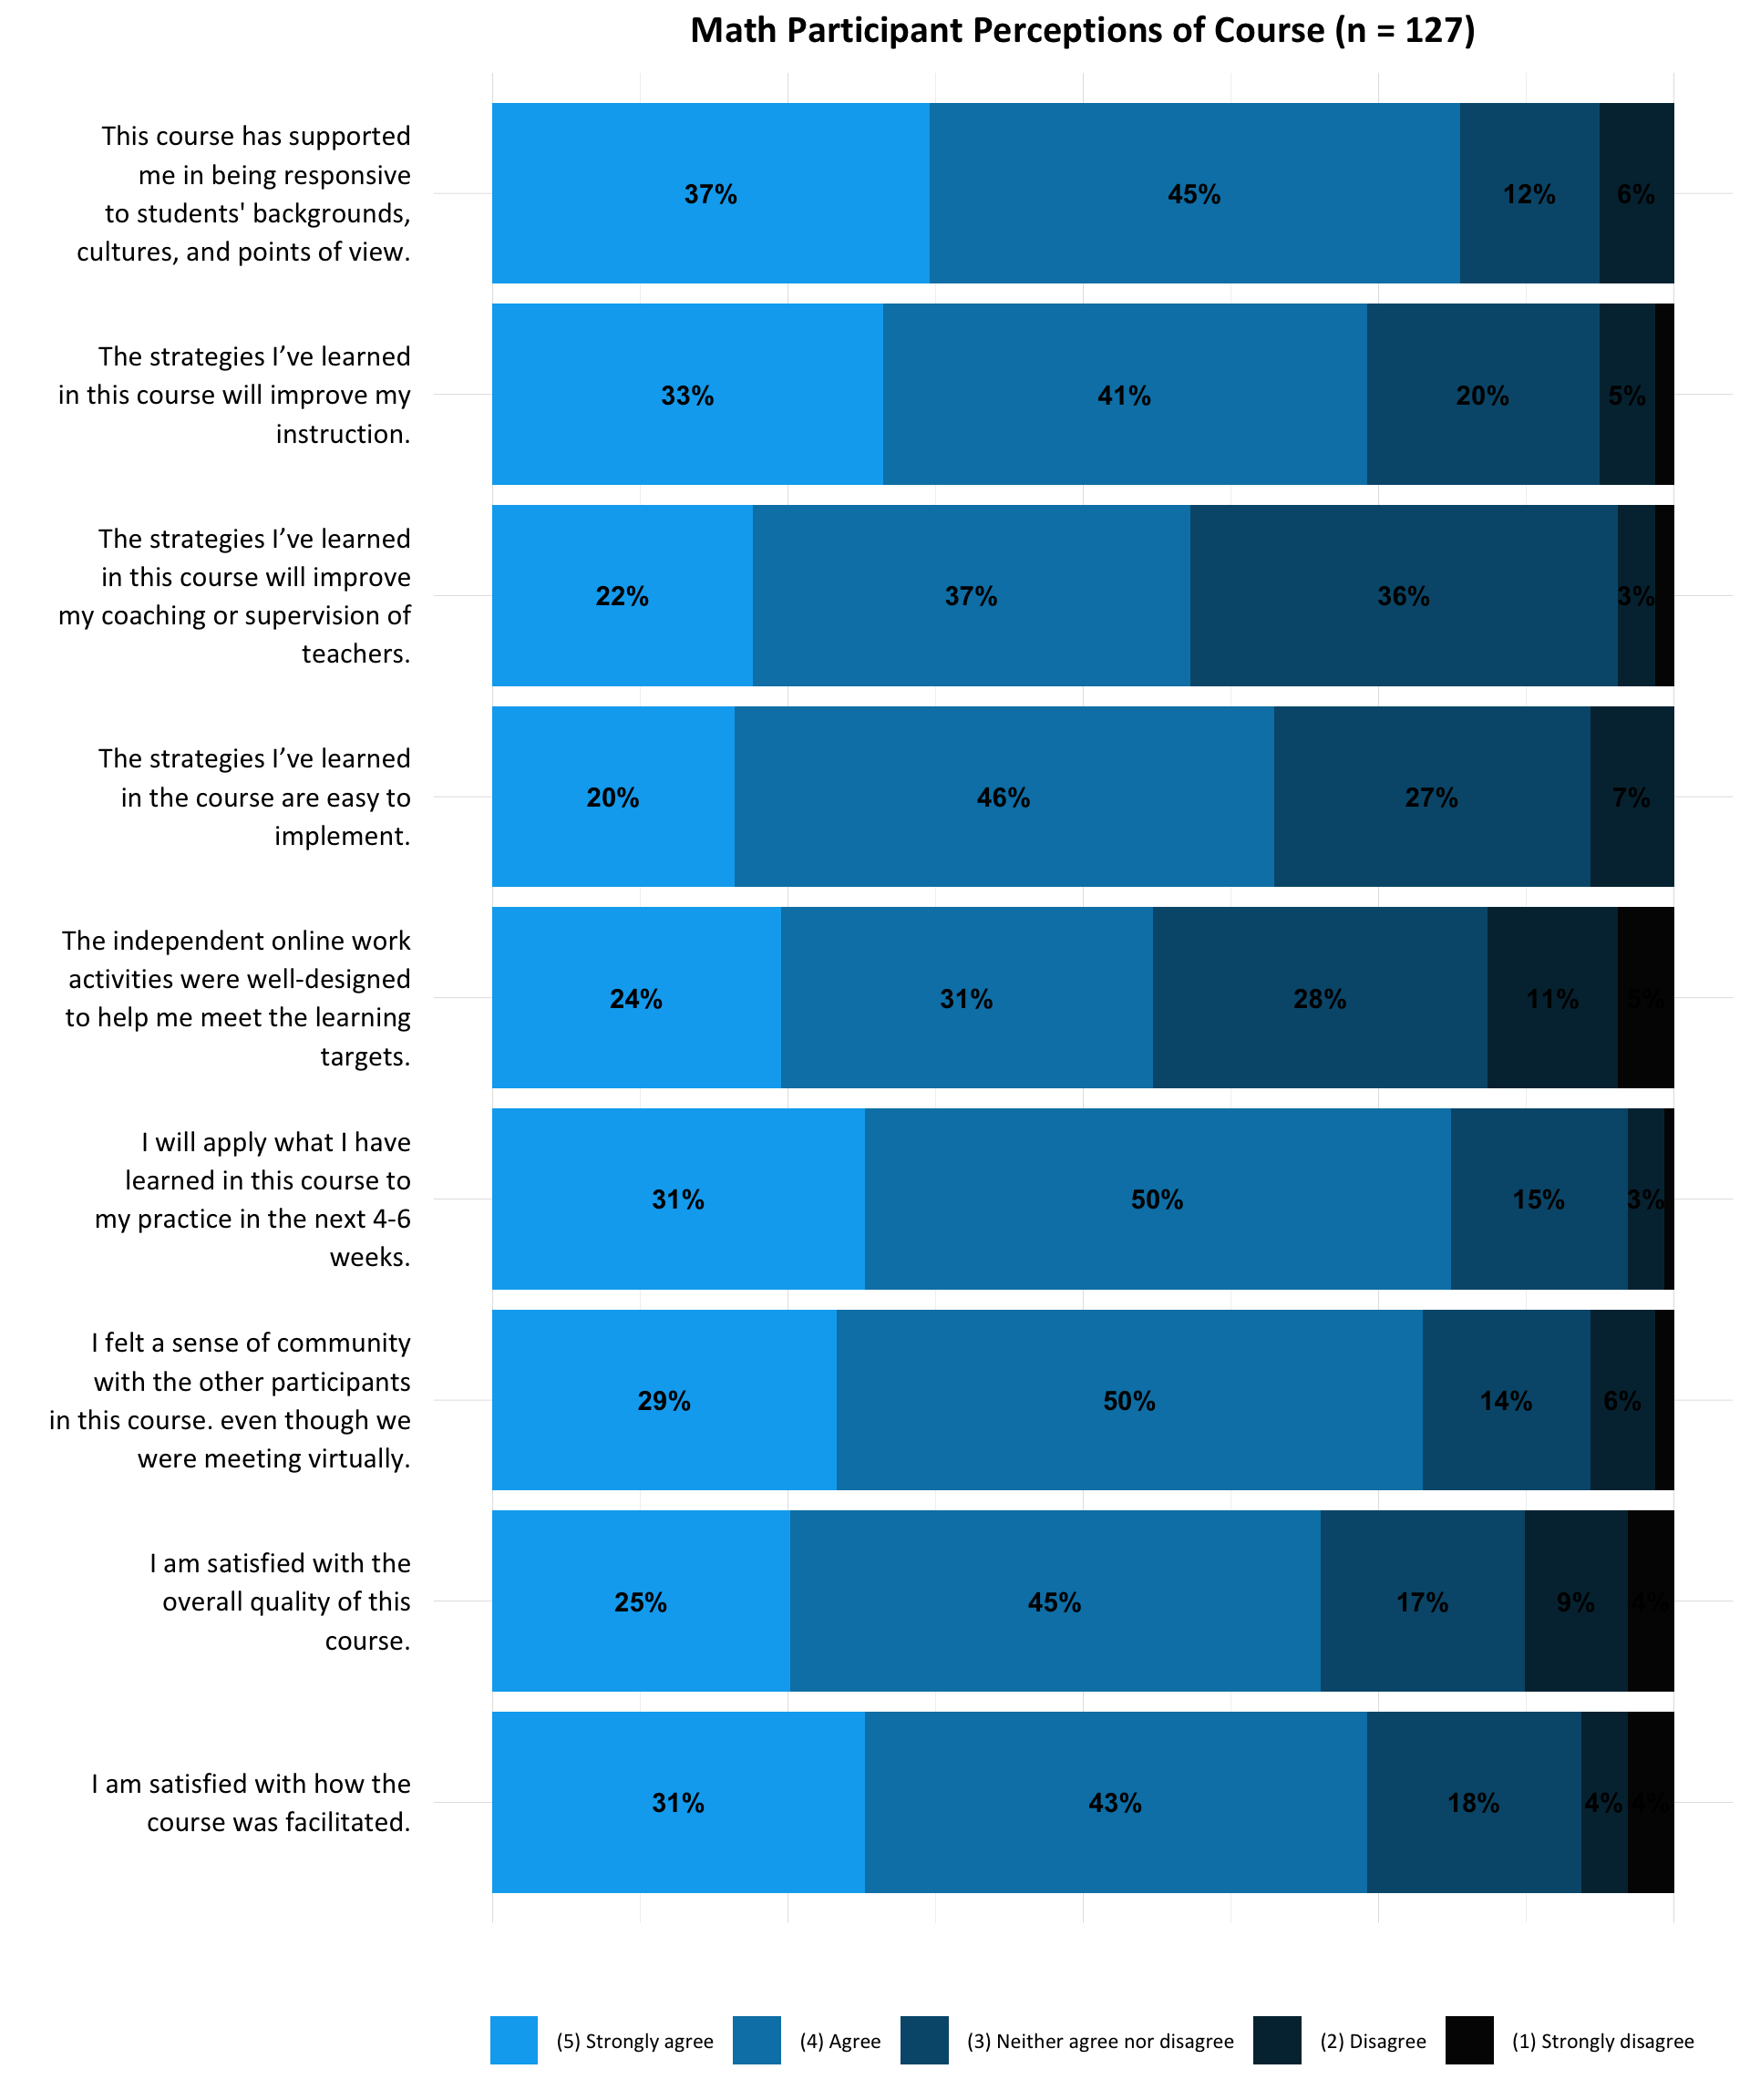 Math Participant Perceptions of Course (n = 127)
This course has supported
me in being responsive
to students' backgrounds,
cultures, and points of view.
37% 45% 12% 6%
The strategies I’ve learned
in this course will improve my
instruction.
33% 41% 20% 5%
The strategies I’ve learned
in this course will improve
my coaching or supervision of
teachers.
22% 37% 36% 3%
The strategies I’ve learned
in the course are easy to
implement.
20% 46% 27% 7%
The independent online work
activities were well-designed
to help me meet the learning
targets.
24% 31% 28% 11% 5%
I will apply what I have
learned in this course to
my practice in the next 4-6
weeks.
31% 50% 15% 3%
I felt a sense of community
with the other participants
in this course. even though we
were meeting virtually.
29% 50% 14% 6%
I am satisfied with the
overall quality of this
course.
25% 45% 17% 9% 4%
I am satisfied with how the
course was facilitated.
31% 43% 18% 4% 4%
(5) Strongly agree (4) Agree (3) Neither agree nor disagree (2) Disagree (1) Strongly disagree